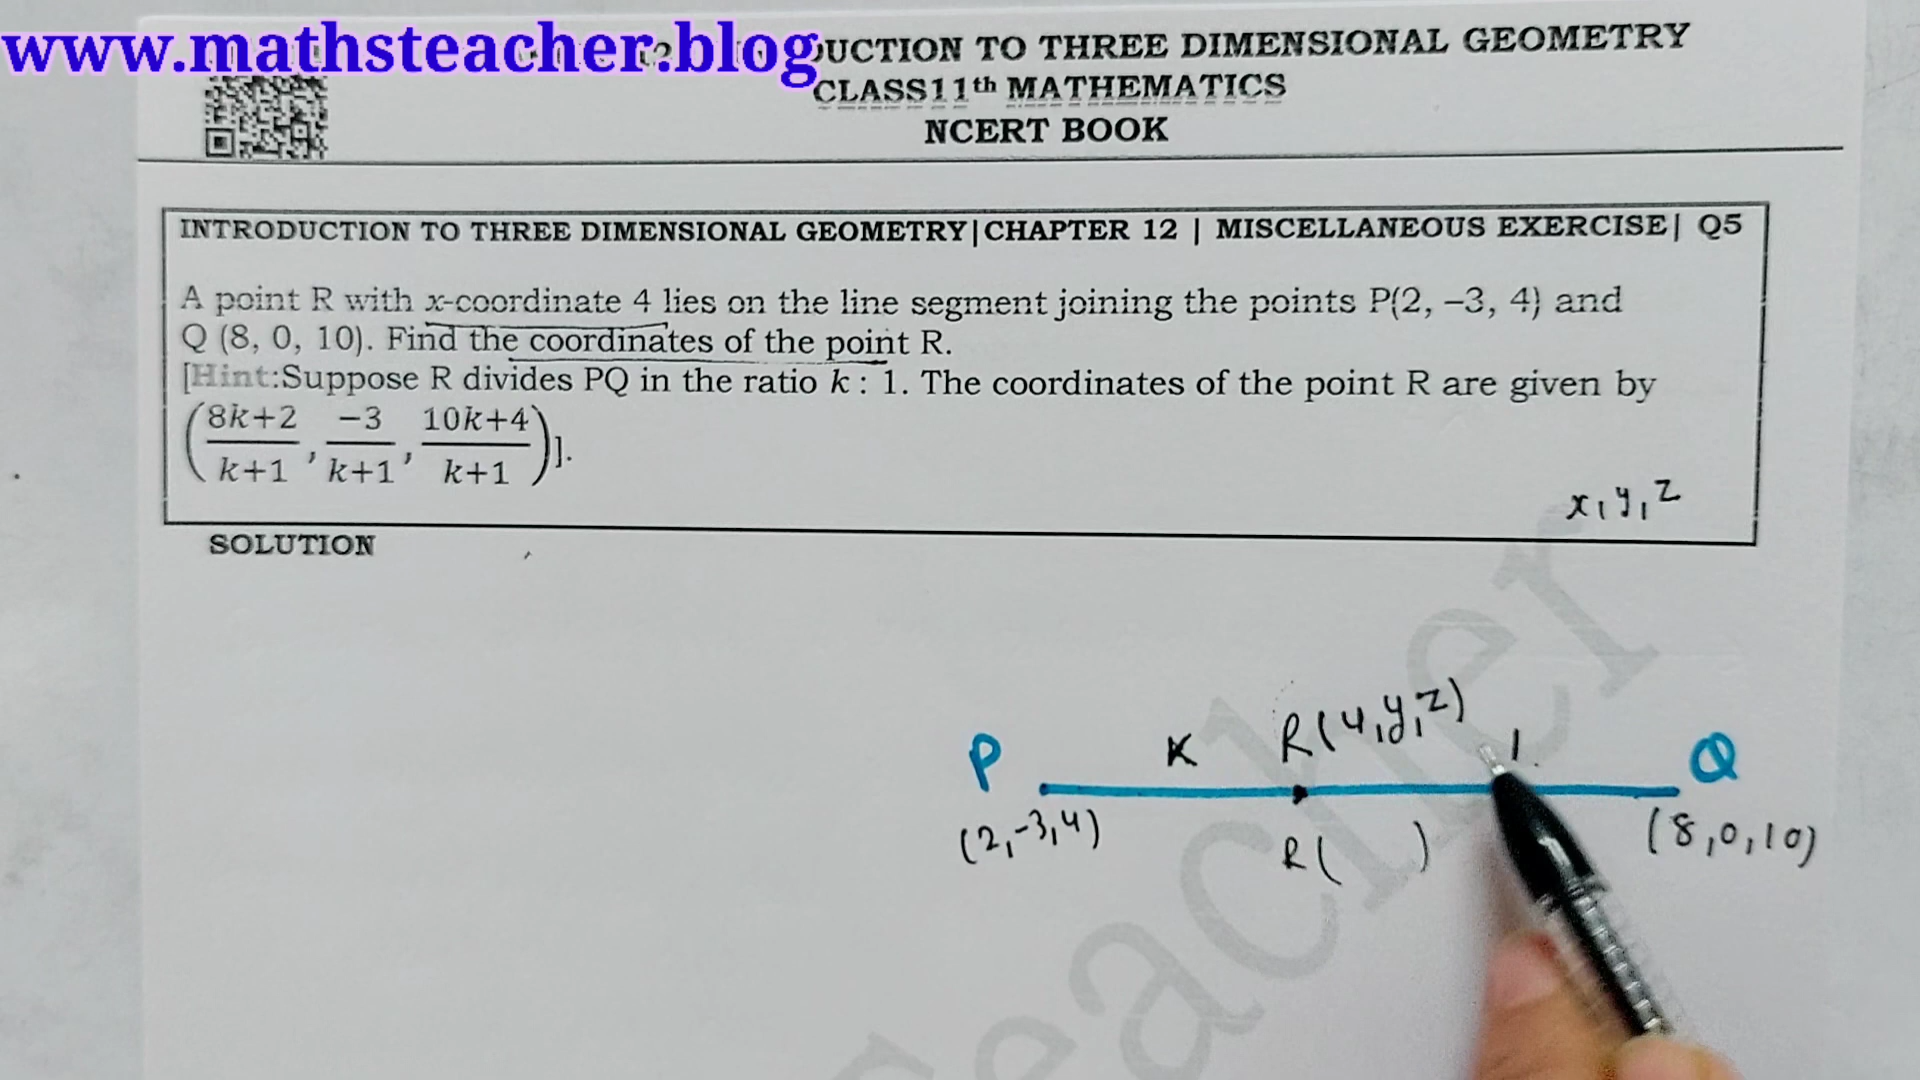 www.mathsteacher.blog
DUCTION TO THREE DIMENSIONAL GEOMETRY
CLASS11th MATHEMATICS
NCERT BOOK
INTRODUCTION TO THREE DIMENSIONAL GEOMETRY|CHAPTER 12 | MISCELLANEOUS EXERCISE| Q5
A point R with x-coordinate 4 lies on the line segment joining the points P(2, −3, 4) and
Q (8, 0, 10). Find the coordinates of the point R.
[Hint:Suppose R divides PQ in the ratio k : 1. The coordinates of the point R are given by
(8k+2/k+1, −3/k+1, 10k+4/k+1)].
x, y, z
SOLUTION
P K R(4,y,z) 1 Q
(2,-3,4) R( ) (8,0,10)
eacher